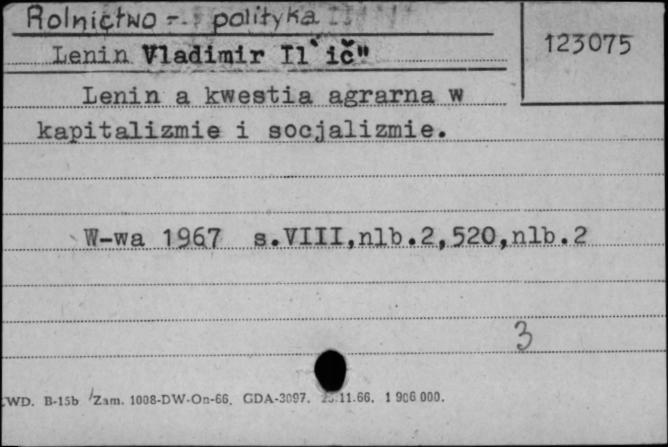 Rolnictwo - polityka
123075
Lenin Vladimir Il`ič"
Lenin a kwestia agrarna w
kapitalizmie i socjalizmie.
W-wa 1967 s.VIII,nlb.2,520,nlb.2
3
WD. B-15b Zam. 1008-DW-On-66. GDA-3097. 11.66. 1 906 000.